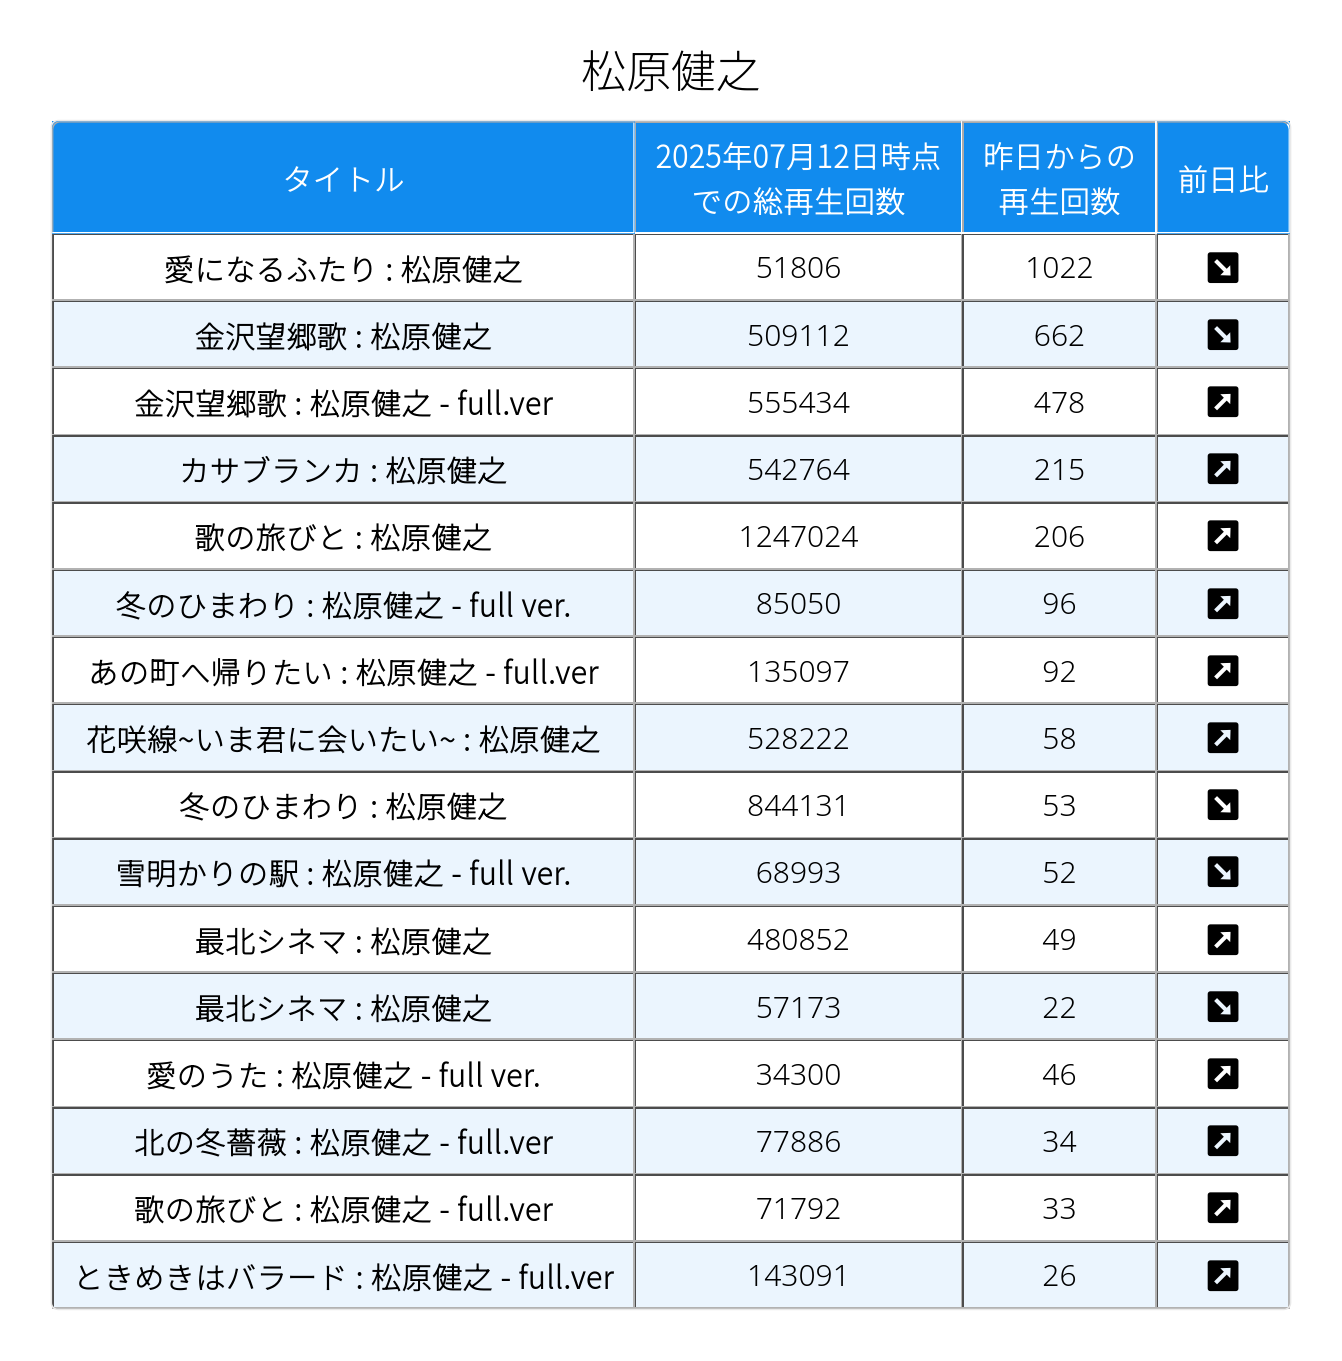 松原健之
タイトル
2025年07月12日時点
での総再生回数
昨日からの
再生回数
前日比
愛になるふたり : 松原健之 51806 1022 ↘
金沢望郷歌 : 松原健之 509112 662 ↘
金沢望郷歌 : 松原健之 - full.ver 555434 478 ↗
カサブランカ : 松原健之 542764 215 ↗
歌の旅びと : 松原健之 1247024 206 ↗
冬のひまわり : 松原健之 - full ver. 85050 96 ↗
あの町へ帰りたい : 松原健之 - full.ver 135097 92 ↗
花咲線~いま君に会いたい~ : 松原健之 528222 58 ↗
冬のひまわり : 松原健之 844131 53 ↘
雪明かりの駅 : 松原健之 - full ver. 68993 52 ↘
最北シネマ : 松原健之 480852 49 ↗
最北シネマ : 松原健之 57173 22 ↘
愛のうた : 松原健之 - full ver. 34300 46 ↗
北の冬薔薇 : 松原健之 - full.ver 77886 34 ↗
歌の旅びと : 松原健之 - full.ver 71792 33 ↗
ときめきはバラード : 松原健之 - full.ver 143091 26 ↗